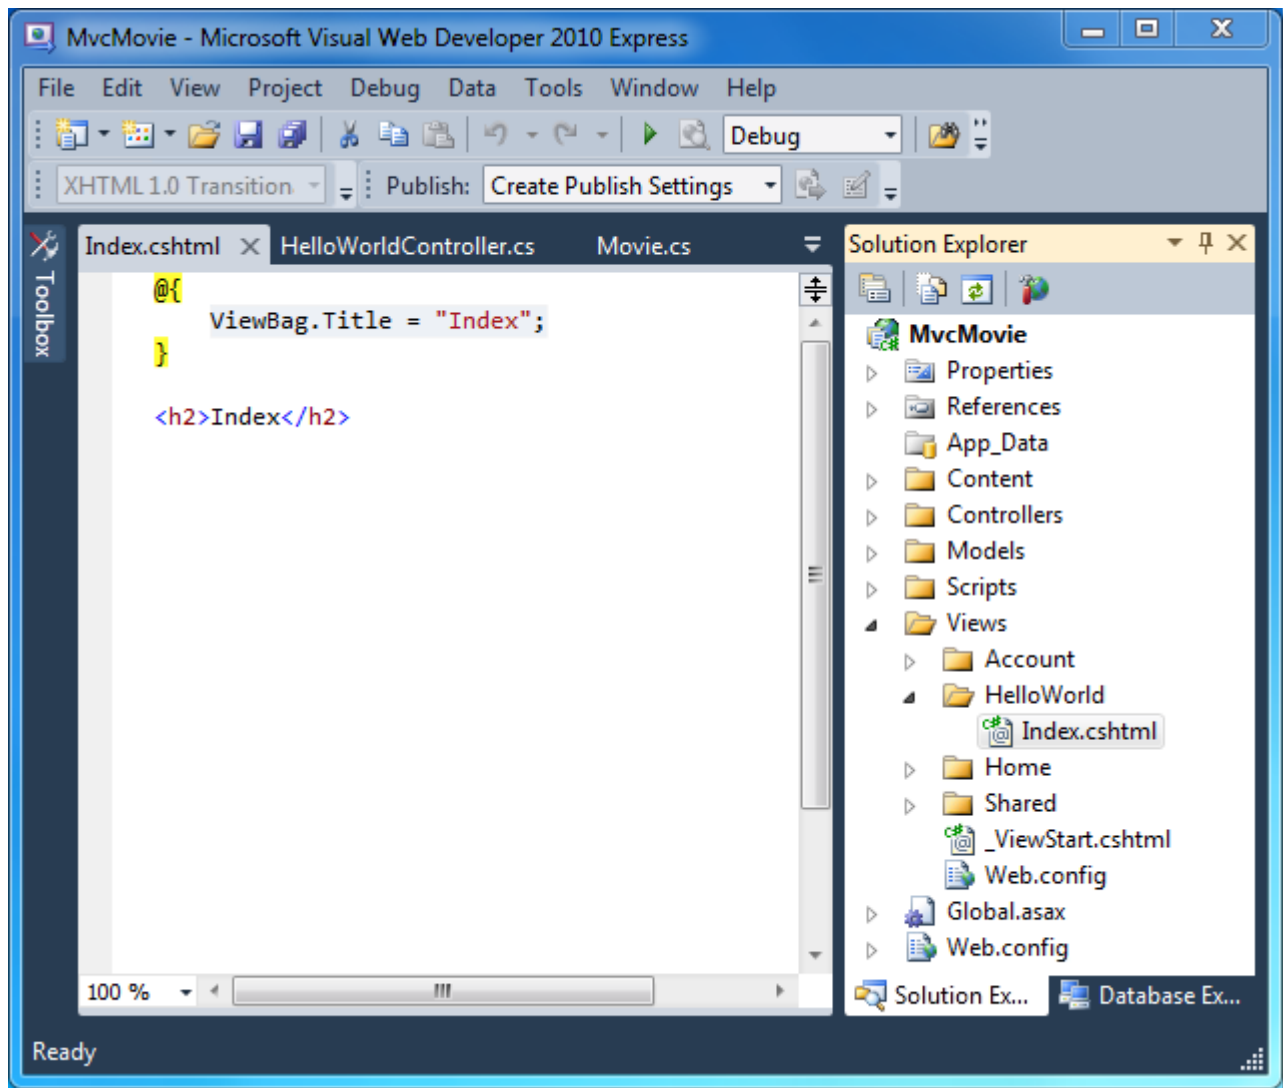 MvcMovie - Microsoft Visual Web Developer 2010 Express
File Edit View Project Debug Data Tools Window Help
Debug
XHTML 1.0 Transition Publish: Create Publish Settings
Toolbox
Index.cshtml HelloWorldController.cs Movie.cs
@{
ViewBag.Title = "Index";
}
<h2>Index</h2>
100 %
Solution Explorer
MvcMovie
Properties
References
App_Data
Content
Controllers
Models
Scripts
Views
Account
HelloWorld
Index.cshtml
Home
Shared
_ViewStart.cshtml
Web.config
Global.asax
Web.config
Solution Ex... Database Ex...
Ready